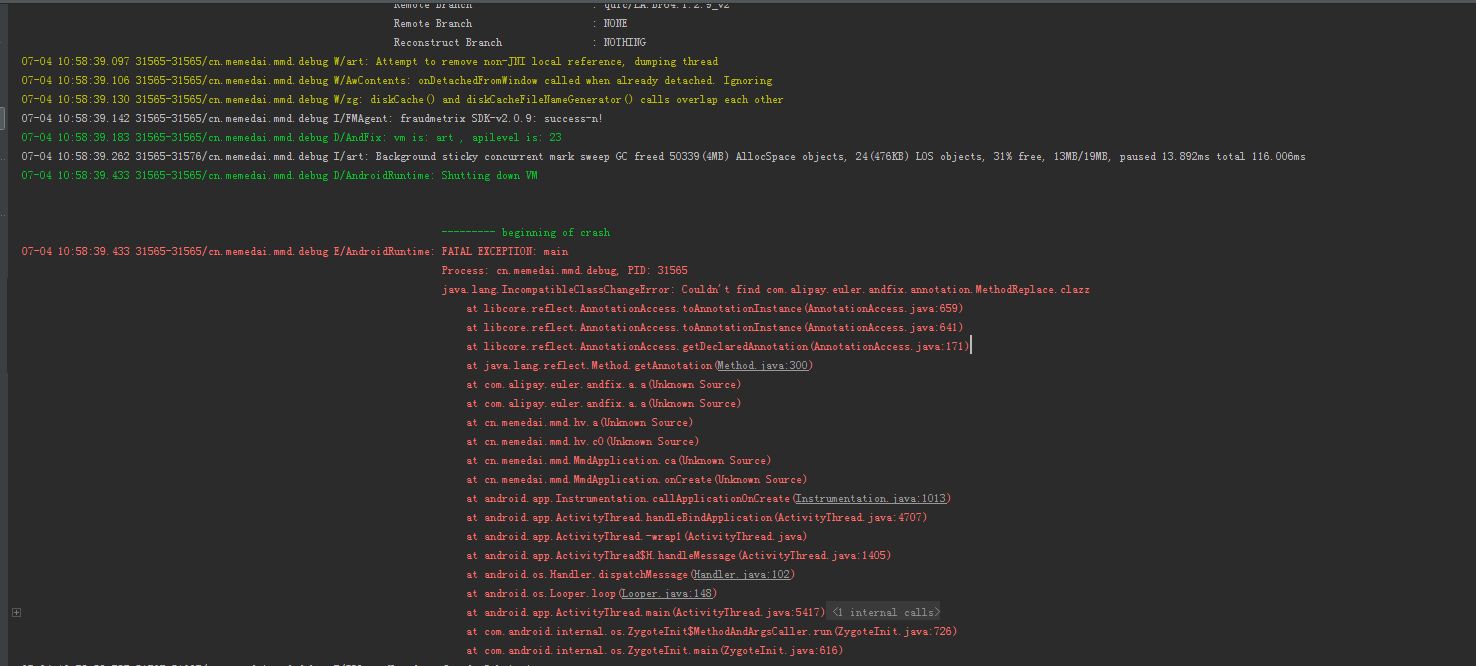 Remote Branch : quic/LA.BF64.1.2.9_v2
Remote Branch : NONE
Reconstruct Branch : NOTHING
07-04 10:58:39.097 31565-31565/cn.memedai.mmd.debug W/art: Attempt to remove non-JNI local reference, dumping thread
07-04 10:58:39.106 31565-31565/cn.memedai.mmd.debug W/AwContents: onDetachedFromWindow called when already detached. Ignoring
07-04 10:58:39.130 31565-31565/cn.memedai.mmd.debug W/zg: diskCache() and diskCacheFileNameGenerator() calls overlap each other
07-04 10:58:39.142 31565-31565/cn.memedai.mmd.debug I/FMAgent: fraudmetrix SDK-v2.0.9: success-n!
07-04 10:58:39.183 31565-31565/cn.memedai.mmd.debug D/AndFix: vm is: art , apilevel is: 23
07-04 10:58:39.262 31565-31576/cn.memedai.mmd.debug I/art: Background sticky concurrent mark sweep GC freed 50339(4MB) AllocSpace objects, 24(476KB) LOS objects, 31% free, 13MB/19MB, paused 13.892ms total 116.006ms
07-04 10:58:39.433 31565-31565/cn.memedai.mmd.debug D/AndroidRuntime: Shutting down VM
--------- beginning of crash
07-04 10:58:39.433 31565-31565/cn.memedai.mmd.debug E/AndroidRuntime: FATAL EXCEPTION: main
Process: cn.memedai.mmd.debug, PID: 31565
java.lang.IncompatibleClassChangeError: Couldn't find com.alipay.euler.andfix.annotation.MethodReplace.clazz
at libcore.reflect.AnnotationAccess.toAnnotationInstance(AnnotationAccess.java:659)
at libcore.reflect.AnnotationAccess.toAnnotationInstance(AnnotationAccess.java:641)
at libcore.reflect.AnnotationAccess.getDeclaredAnnotation(AnnotationAccess.java:171)
at java.lang.reflect.Method.getAnnotation(Method.java:300)
at com.alipay.euler.andfix.a.a(Unknown Source)
at com.alipay.euler.andfix.a.a(Unknown Source)
at cn.memedai.mmd.hv.a(Unknown Source)
at cn.memedai.mmd.hv.c0(Unknown Source)
at cn.memedai.mmd.MmdApplication.ca(Unknown Source)
at cn.memedai.mmd.MmdApplication.onCreate(Unknown Source)
at android.app.Instrumentation.callApplicationOnCreate(Instrumentation.java:1013)
at android.app.ActivityThread.handleBindApplication(ActivityThread.java:4707)
at android.app.ActivityThread.-wrap1(ActivityThread.java)
at android.app.ActivityThread$H.handleMessage(ActivityThread.java:1405)
at android.os.Handler.dispatchMessage(Handler.java:102)
at android.os.Looper.loop(Looper.java:148)
at android.app.ActivityThread.main(ActivityThread.java:5417) <1 internal calls>
at com.android.internal.os.ZygoteInit$MethodAndArgsCaller.run(ZygoteInit.java:726)
at com.android.internal.os.ZygoteInit.main(ZygoteInit.java:616)